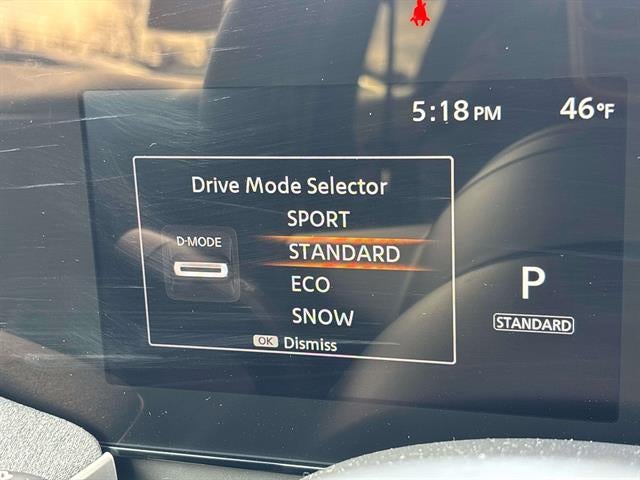 5:18 PM 46°F
Drive Mode Selector
SPORT
D-MODE
STANDARD
ECO
SNOW
OK Dismiss
P
STANDARD